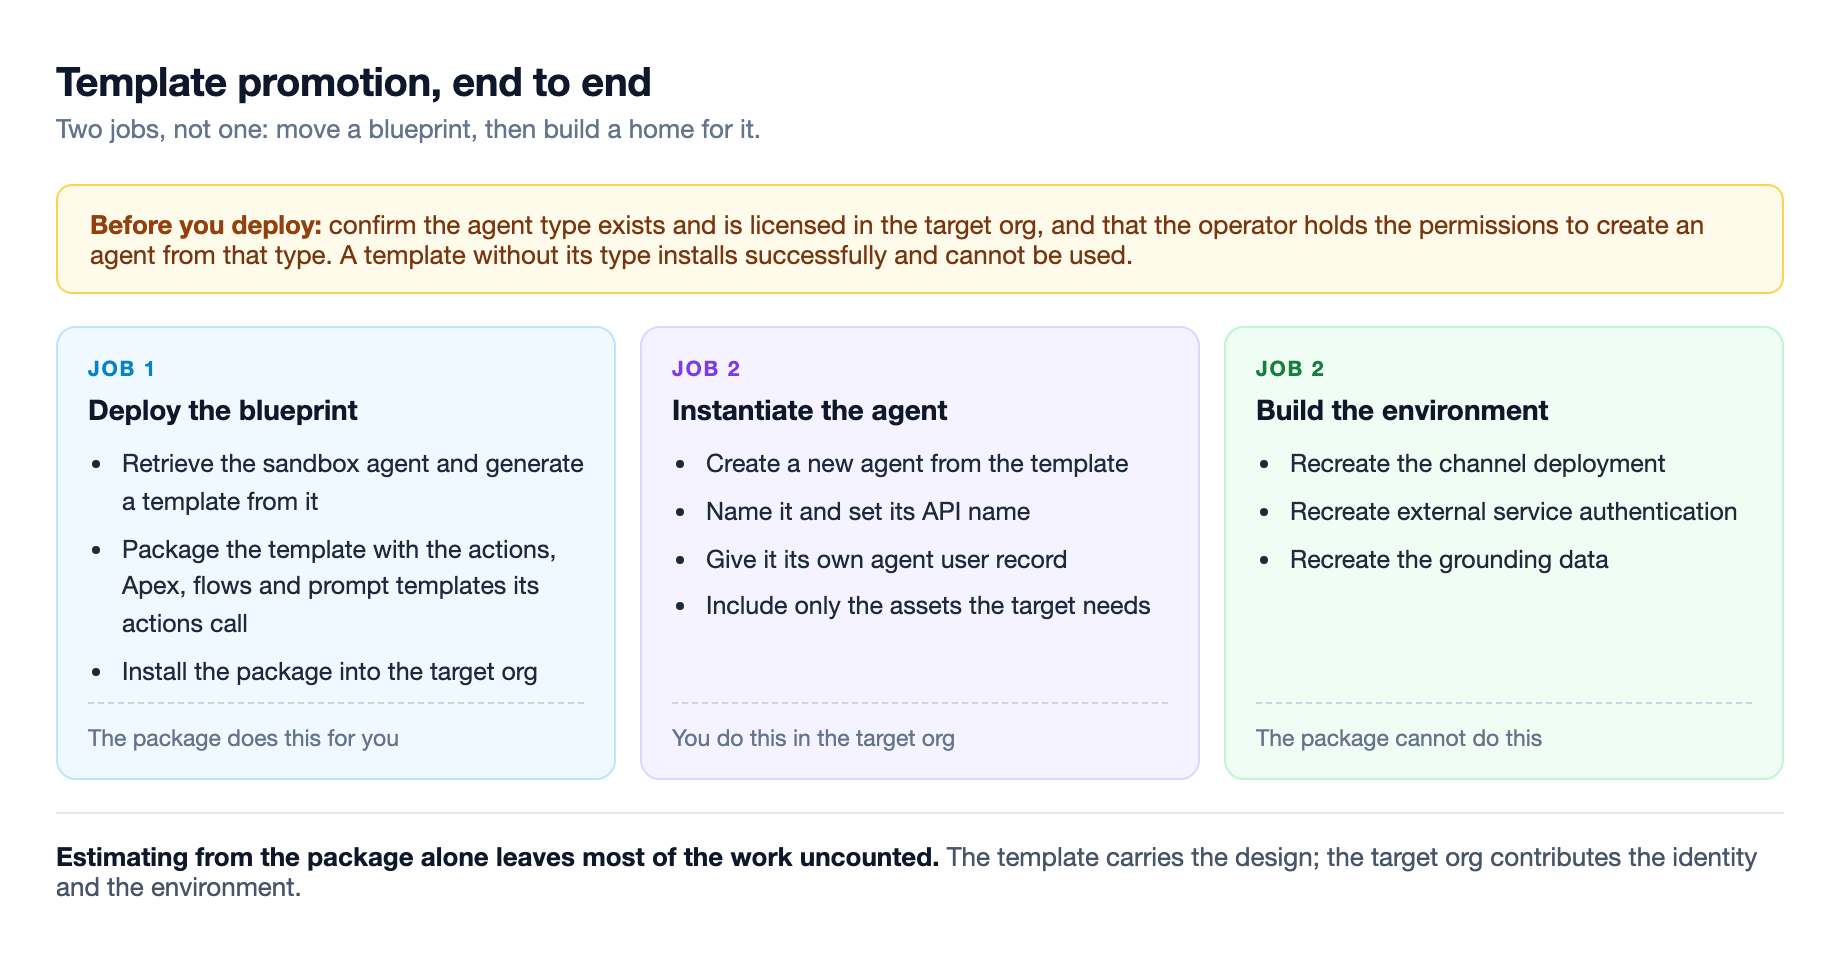 Template promotion, end to end
Two jobs, not one: move a blueprint, then build a home for it.
Before you deploy: confirm the agent type exists and is licensed in the target org, and that the operator holds the permissions to create an
agent from that type. A template without its type installs successfully and cannot be used.
JOB 1
Deploy the blueprint
• Retrieve the sandbox agent and generate
a template from it
• Package the template with the actions,
Apex, flows and prompt templates its
actions call
• Install the package into the target org
The package does this for you
JOB 2
Instantiate the agent
• Create a new agent from the template
• Name it and set its API name
• Give it its own agent user record
• Include only the assets the target needs
You do this in the target org
JOB 2
Build the environment
• Recreate the channel deployment
• Recreate external service authentication
• Recreate the grounding data
The package cannot do this
Estimating from the package alone leaves most of the work uncounted. The template carries the design; the target org contributes the identity
and the environment.